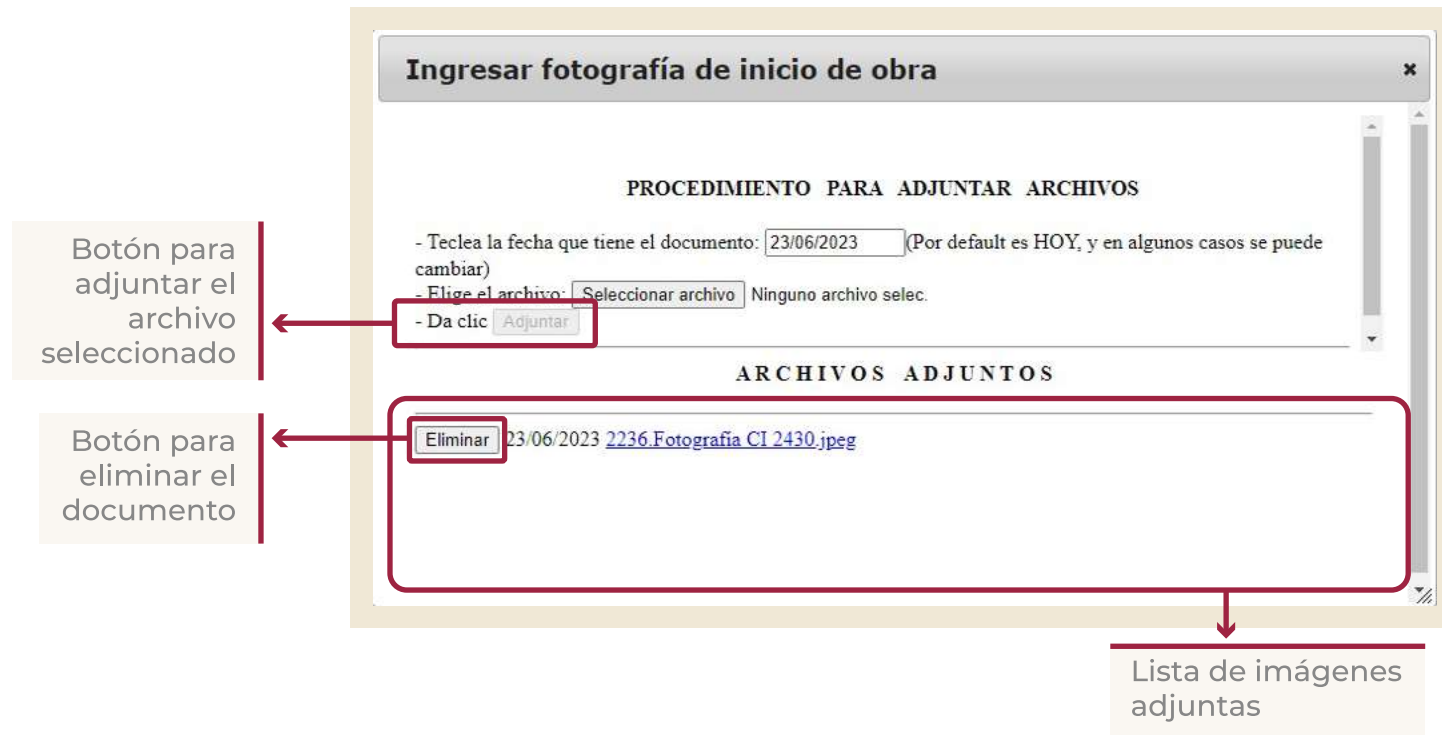 Ingresar fotografía de inicio de obra
PROCEDIMIENTO PARA ADJUNTAR ARCHIVOS
- Teclea la fecha que tiene el documento: 23/06/2023 (Por default es HOY, y en algunos casos se puede
cambiar)
- Elige el archivo: Seleccionar archivo Ninguno archivo selec.
- Da clic Adjuntar
ARCHIVOS ADJUNTOS
Eliminar 23/06/2023 2236.Fotografía CI 2430.jpeg
Botón para
adjuntar el
archivo
seleccionado
Botón para
eliminar el
documento
Lista de imágenes
adjuntas